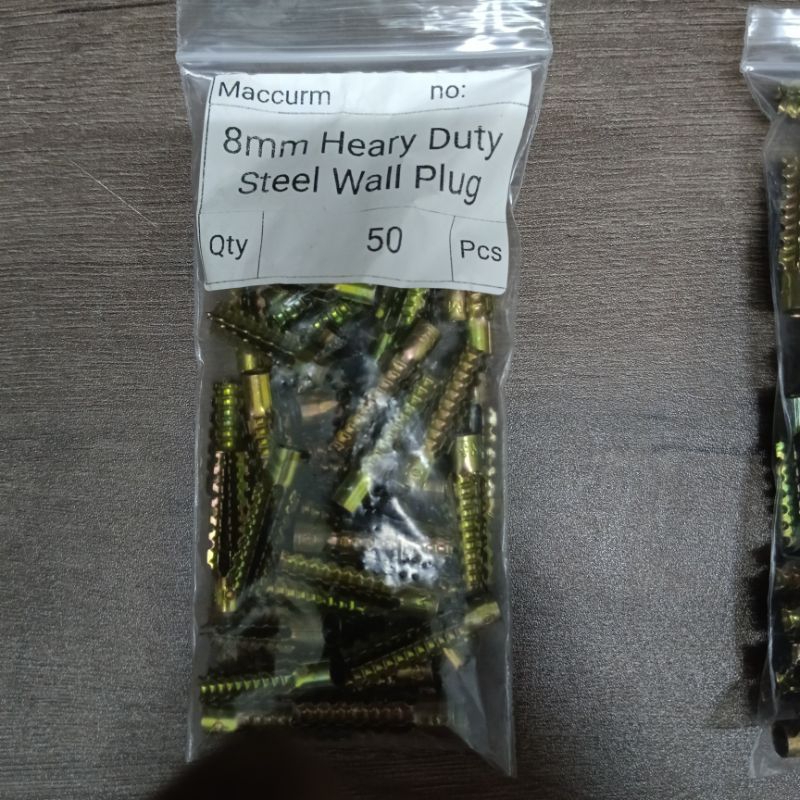 Maccurm no:
8mm Heary Duty
Steel Wall Plug
Qty 50 Pcs